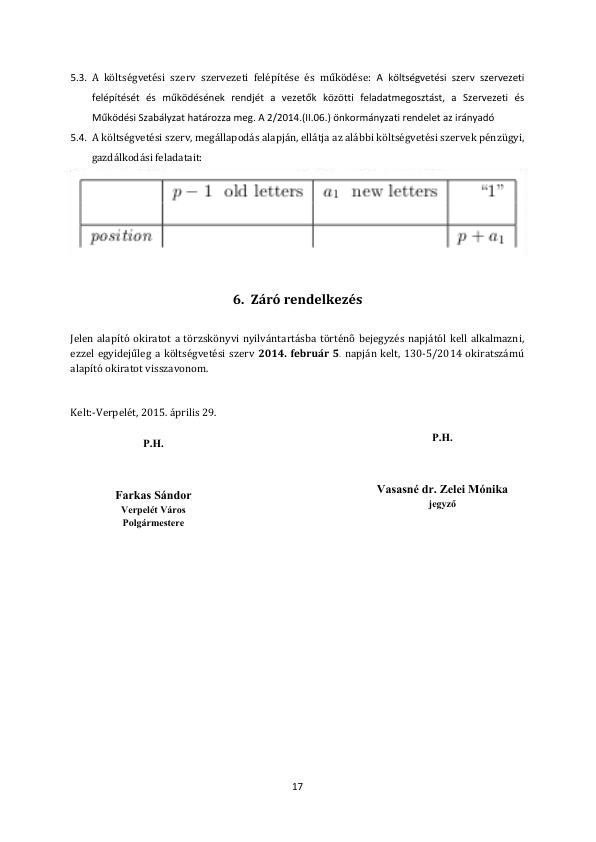 5.3. A költségvetési szerv szervezeti felépítése és működése: A költségvetési szerv szervezeti
felépítését és működésének rendjét a vezetők közötti feladatmegosztást, a Szervezeti és
Működési Szabályzat határozza meg. A 2/2014.(II.06.) önkormányzati rendelet az irányadó
5.4. A költségvetési szerv, megállapodás alapján, ellátja az alábbi költségvetési szervek pénzügyi,
gazdálkodási feladatait:
p − 1 old letters a₁ new letters “1”
position p + a₁
6. Záró rendelkezés
Jelen alapító okiratot a törzskönyvi nyilvántartásba történő bejegyzés napjától kell alkalmazni,
ezzel egyidejűleg a költségvetési szerv 2014. február 5. napján kelt, 130-5/2014 okiratszámú
alapító okiratot visszavonom.
Kelt:-Verpelét, 2015. április 29.
P.H. P.H.
Farkas Sándor Vasasné dr. Zelei Mónika
Verpelét Város jegyző
Polgármestere
17